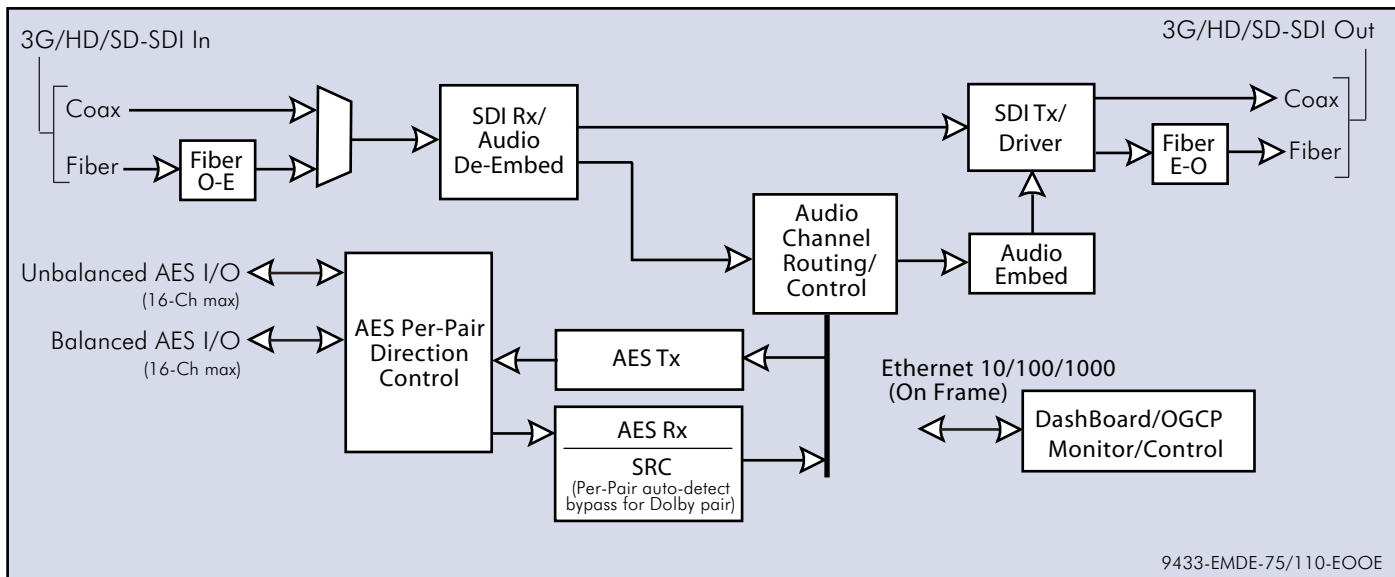 3G/HD/SD-SDI In
3G/HD/SD-SDI Out
Coax
Fiber
Fiber
O-E
SDI Rx/
Audio
De-Embed
SDI Tx/
Driver
Coax
Fiber
E-O
Fiber
Audio
Channel
Routing/
Control
Audio
Embed
Unbalanced AES I/O
(16-Ch max)
Balanced AES I/O
(16-Ch max)
AES Per-Pair
Direction
Control
AES Tx
AES Rx
SRC
(Per-Pair auto-detect
bypass for Dolby pair)
Ethernet 10/100/1000
(On Frame)
DashBoard/OGCP
Monitor/Control
9433-EMDE-75/110-EOOE